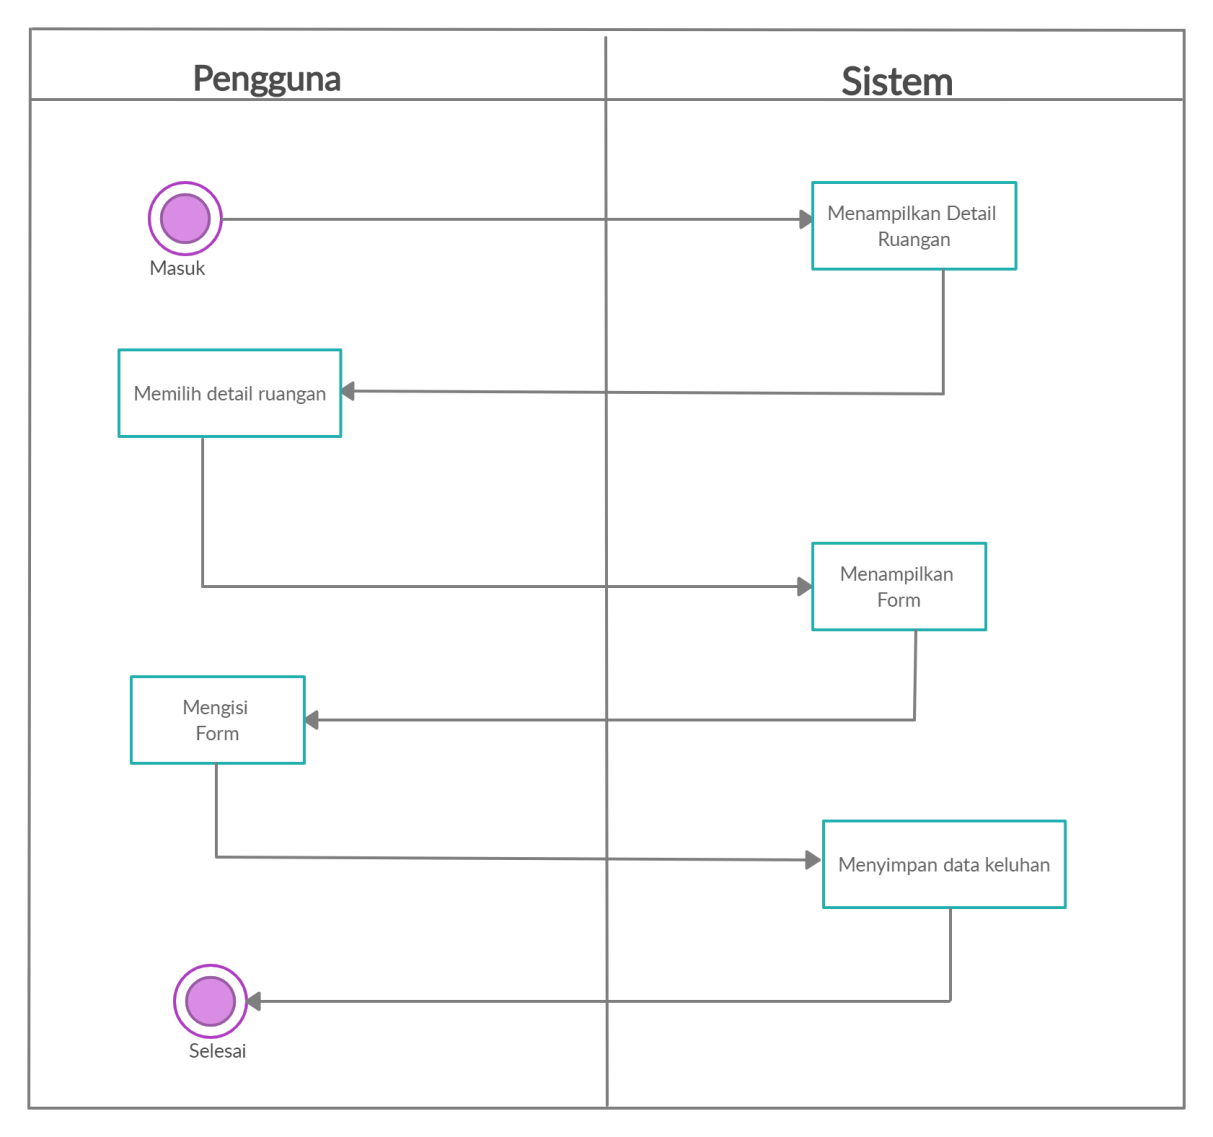 Pengguna
Sistem
Masuk
Menampilkan Detail
Ruangan
Memilih detail ruangan
Menampilkan
Form
Mengisi
Form
Menyimpan data keluhan
Selesai